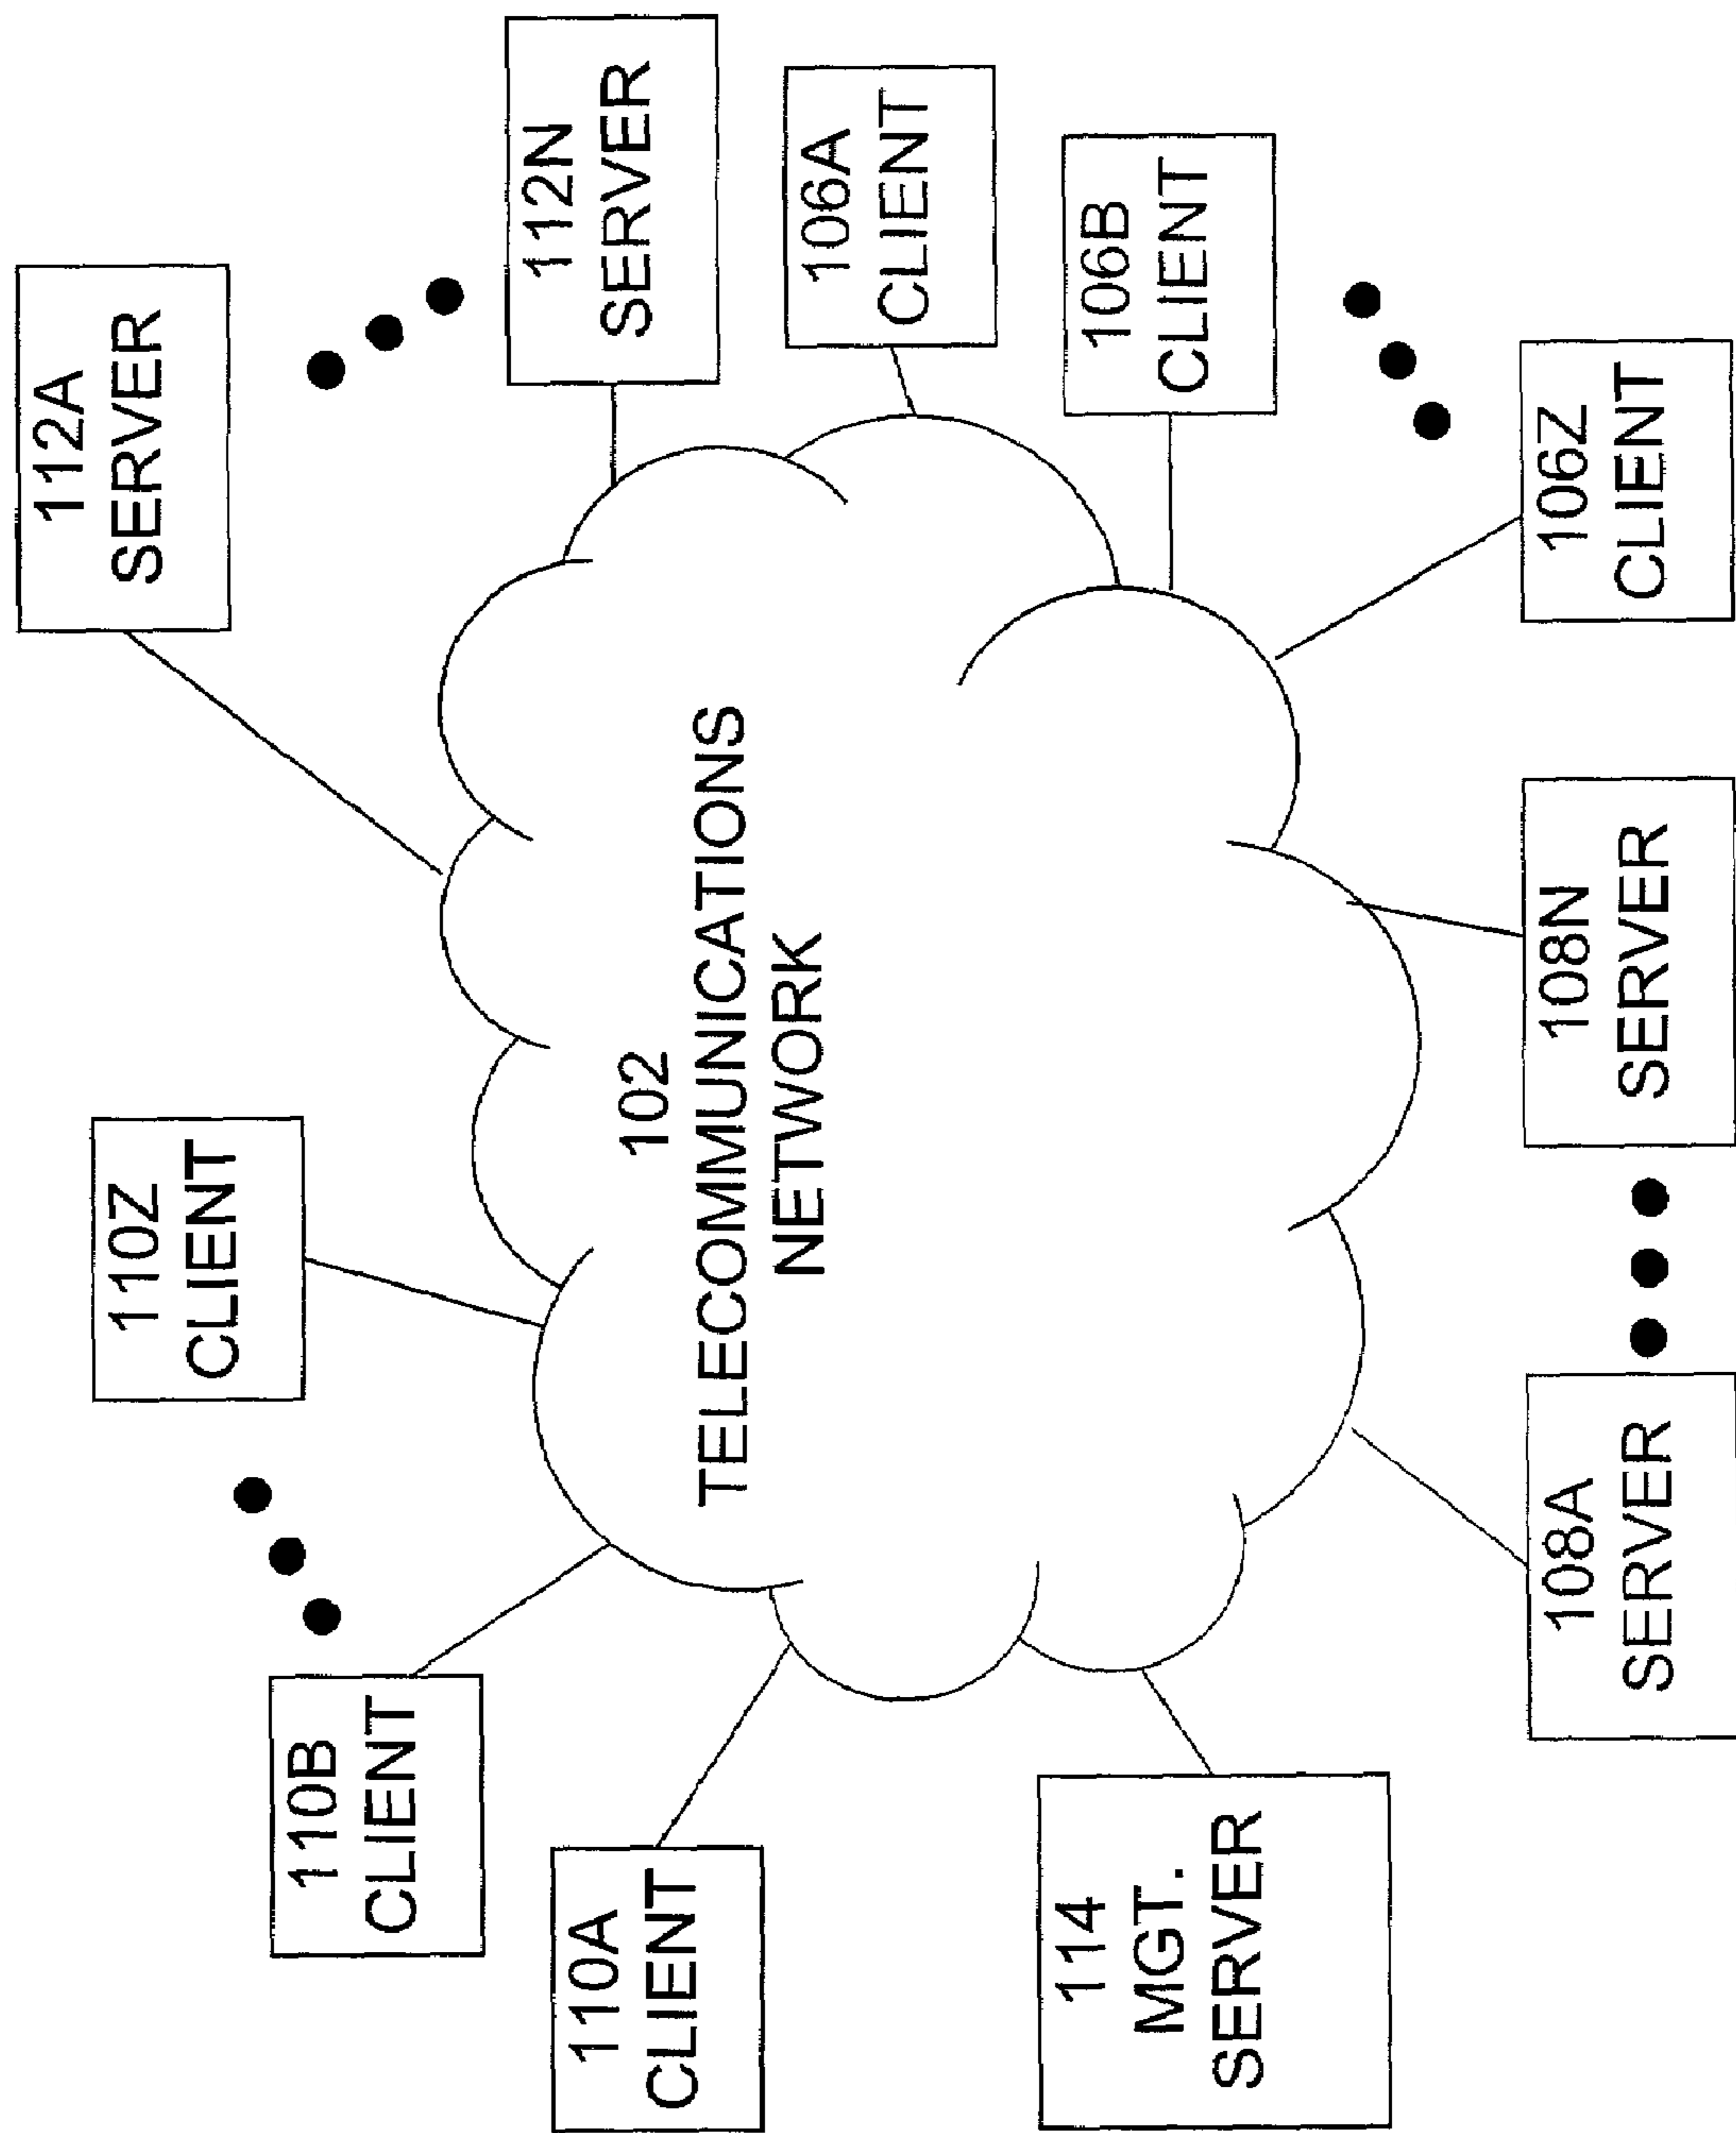 110A
CLIENT
110B
CLIENT
110Z
CLIENT
112A
SERVER
112N
SERVER
106A
CLIENT
106B
CLIENT
106Z
CLIENT
102
TELECOMMUNICATIONS
NETWORK
114
MGT.
SERVER
108A
SERVER
108N
SERVER